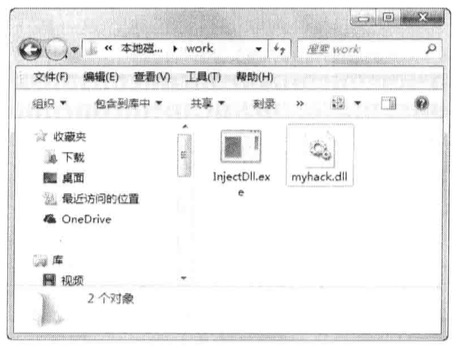 « 本地磁... ▸ work
搜索 work
文件(F) 编辑(E) 查看(V) 工具(T) 帮助(H)
组织 包含到库中 共享 刻录 »
收藏夹
下载
桌面
最近访问的位置
OneDrive
库
视频
InjectDll.ex
e
myhack.dll
2 个对象